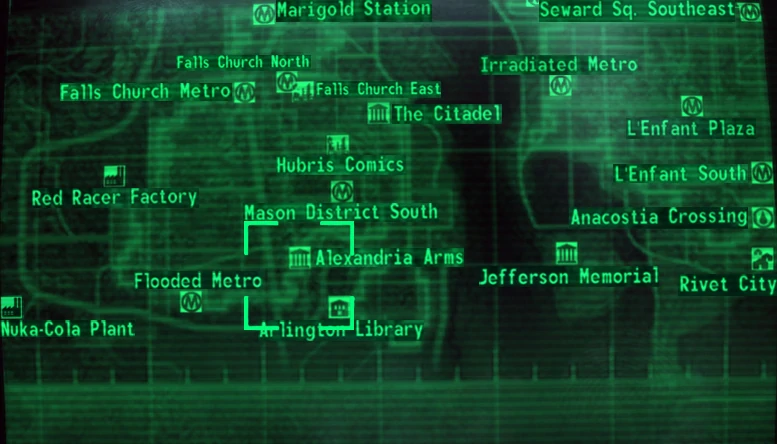 Marigold Station
Seward Sq. Southeast
Falls Church North
Irradiated Metro
Falls Church Metro
Falls Church East
The Citadel
L'Enfant Plaza
Hubris Comics
L'Enfant South
Red Racer Factory
Mason District South
Anacostia Crossing
Alexandria Arms
Flooded Metro
Jefferson Memorial
Rivet City
Nuka-Cola Plant
Arlington Library